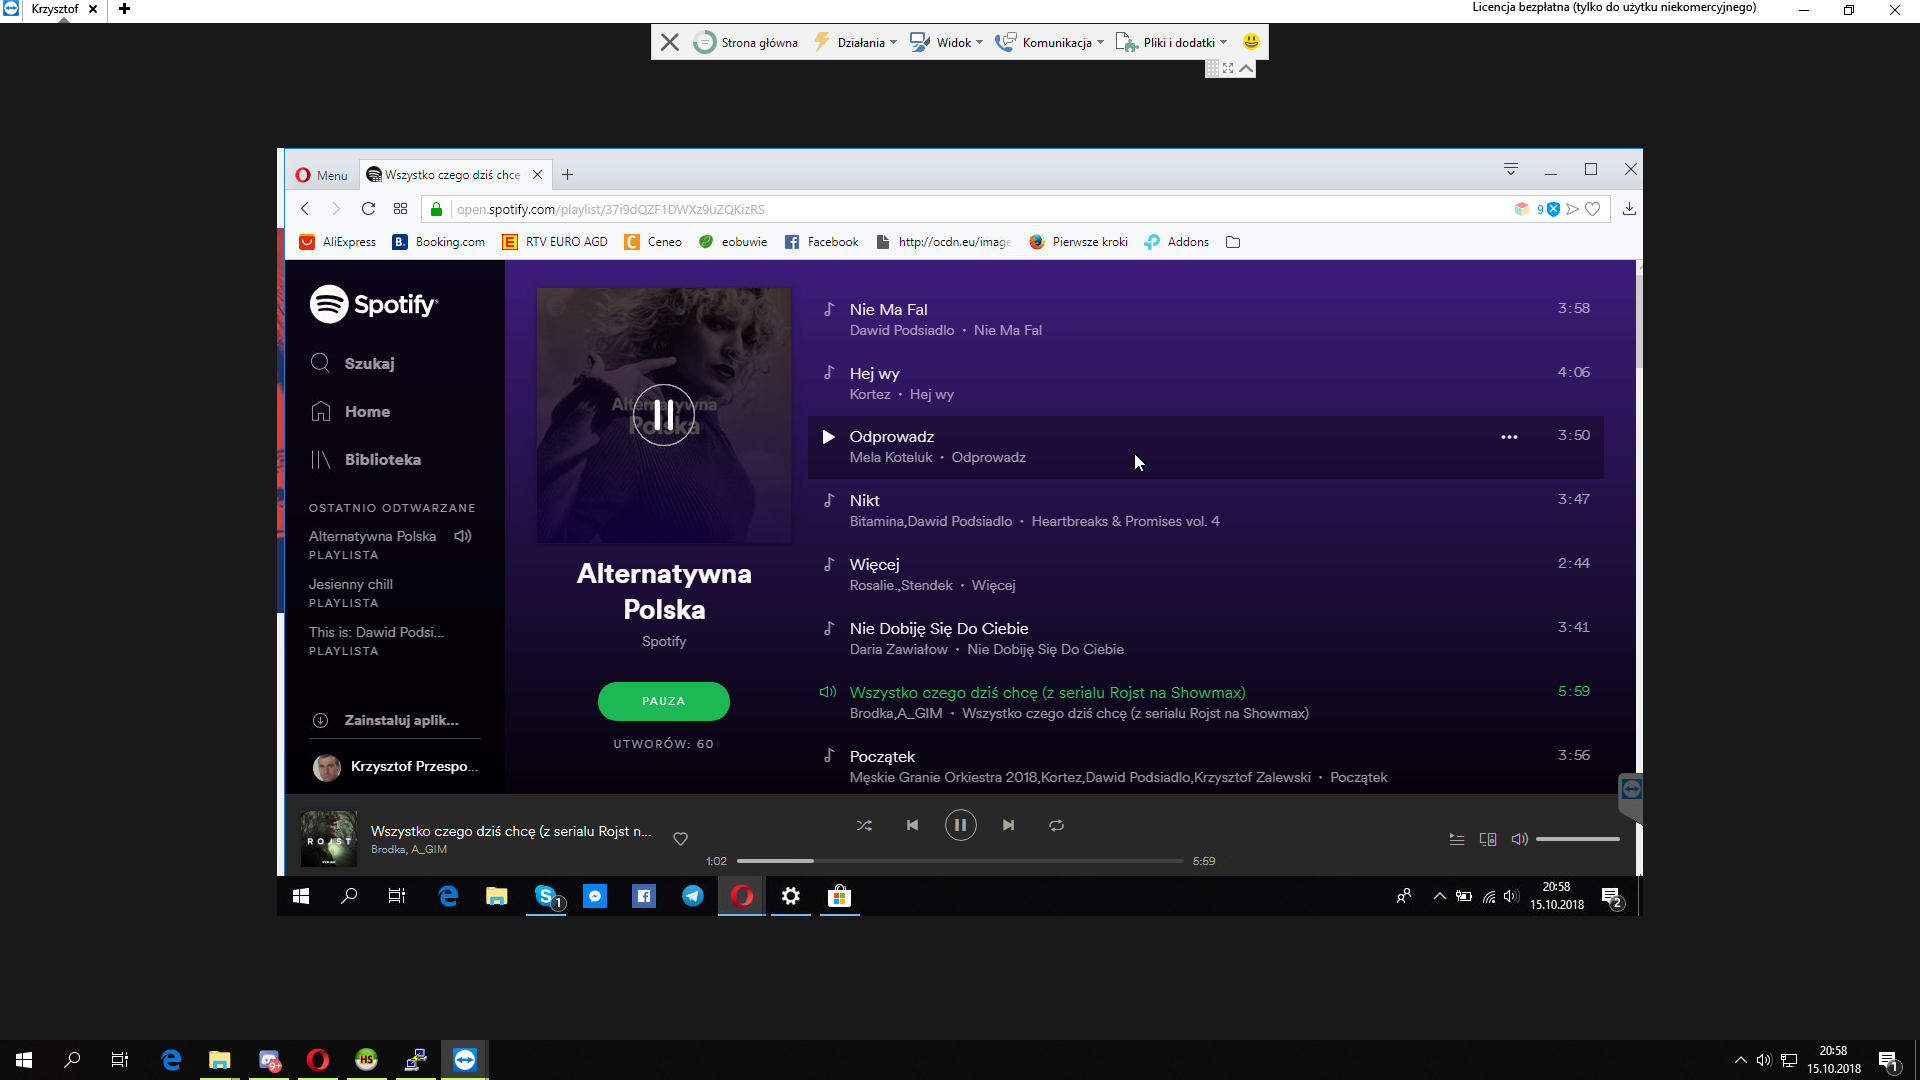 Krzysztof
Licencja bezpłatna (tylko do użytku niekomercyjnego)
Strona główna
Działania
Widok
Komunikacja
Pliki i dodatki
Menu
Wszystko czego dziś chcę
open.spotify.com/playlist/37i9dQZF1DWXz9uZQKizRS
9
AliExpress
Booking.com
RTV EURO AGD
Ceneo
eobuwie
Facebook
http://ocdn.eu/image
Pierwsze kroki
Addons
Spotify
Szukaj
Home
Biblioteka
OSTATNIO ODTWARZANE
Alternatywna Polska
PLAYLISTA
Jesienny chill
PLAYLISTA
This is: Dawid Podsi...
PLAYLISTA
Zainstaluj aplik...
Krzysztof Przespo...
Alternatywna
Polska
Alternatywna
Polska
Spotify
PAUZA
UTWORÓW: 60
Nie Ma Fal
3:58
Dawid Podsiadlo • Nie Ma Fal
Hej wy
4:06
Kortez • Hej wy
Odprowadz
3:50
Mela Koteluk • Odprowadz
Nikt
3:47
Bitamina,Dawid Podsiadlo • Heartbreaks & Promises vol. 4
Więcej
2:44
Rosalie.,Stendek • Więcej
Nie Dobiję Się Do Ciebie
3:41
Daria Zawiałow • Nie Dobiję Się Do Ciebie
Wszystko czego dziś chcę (z serialu Rojst na Showmax)
5:59
Brodka,A_GIM • Wszystko czego dziś chcę (z serialu Rojst na Showmax)
Początek
3:56
Męskie Granie Orkiestra 2018,Kortez,Dawid Podsiadlo,Krzysztof Zalewski • Początek
ROJST
Wszystko czego dziś chcę (z serialu Rojst n...
Brodka, A_GIM
1:02
5:59
1
20:58
15.10.2018
2
9+
HS
20:58
15.10.2018
1